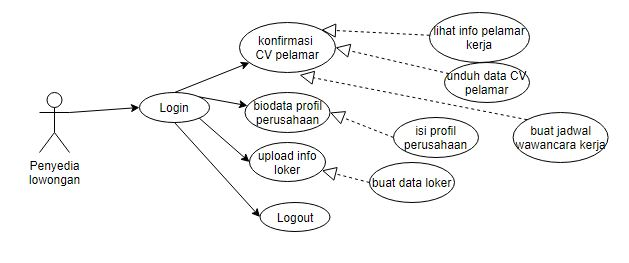 lihat info pelamar
kerja
konfirmasi
CV pelamar
unduh data CV
pelamar
Login
biodata profil
perusahaan
isi profil
perusahaan
buat jadwal
wawancara kerja
Penyedia
lowongan
upload info
loker
buat data loker
Logout